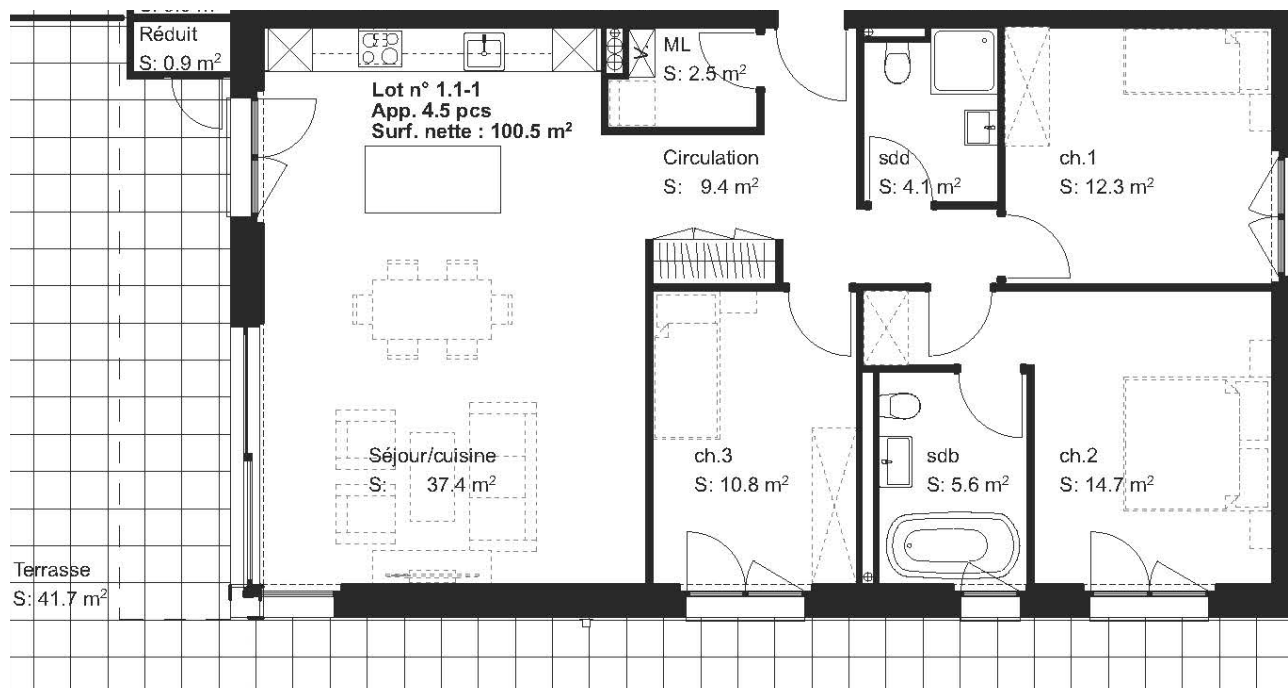 Réduit
S: 0.9 m²
Lot n° 1.1-1
App. 4.5 pcs
Surf. nette : 100.5 m²
ML
S: 2.5 m²
Circulation
S: 9.4 m²
sdd
S: 4.1 m²
ch.1
S: 12.3 m²
Séjour/cuisine
S: 37.4 m²
ch.3
S: 10.8 m²
sdb
S: 5.6 m²
ch.2
S: 14.7 m²
Terrasse
S: 41.7 m²